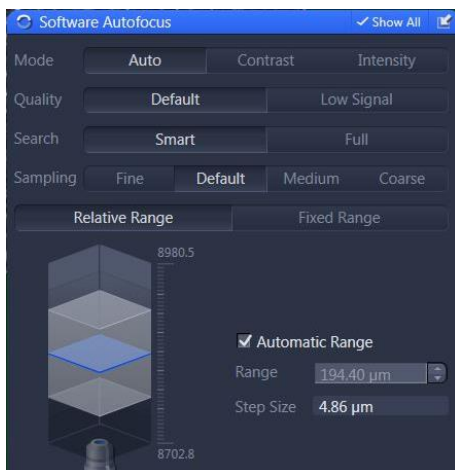 Software Autofocus Show All
Mode Auto Contrast Intensity
Quality Default Low Signal
Search Smart Full
Sampling Fine Default Medium Coarse
Relative Range Fixed Range
8980.5
Automatic Range
Range 194.40 µm
Step Size 4.86 µm
8702.8